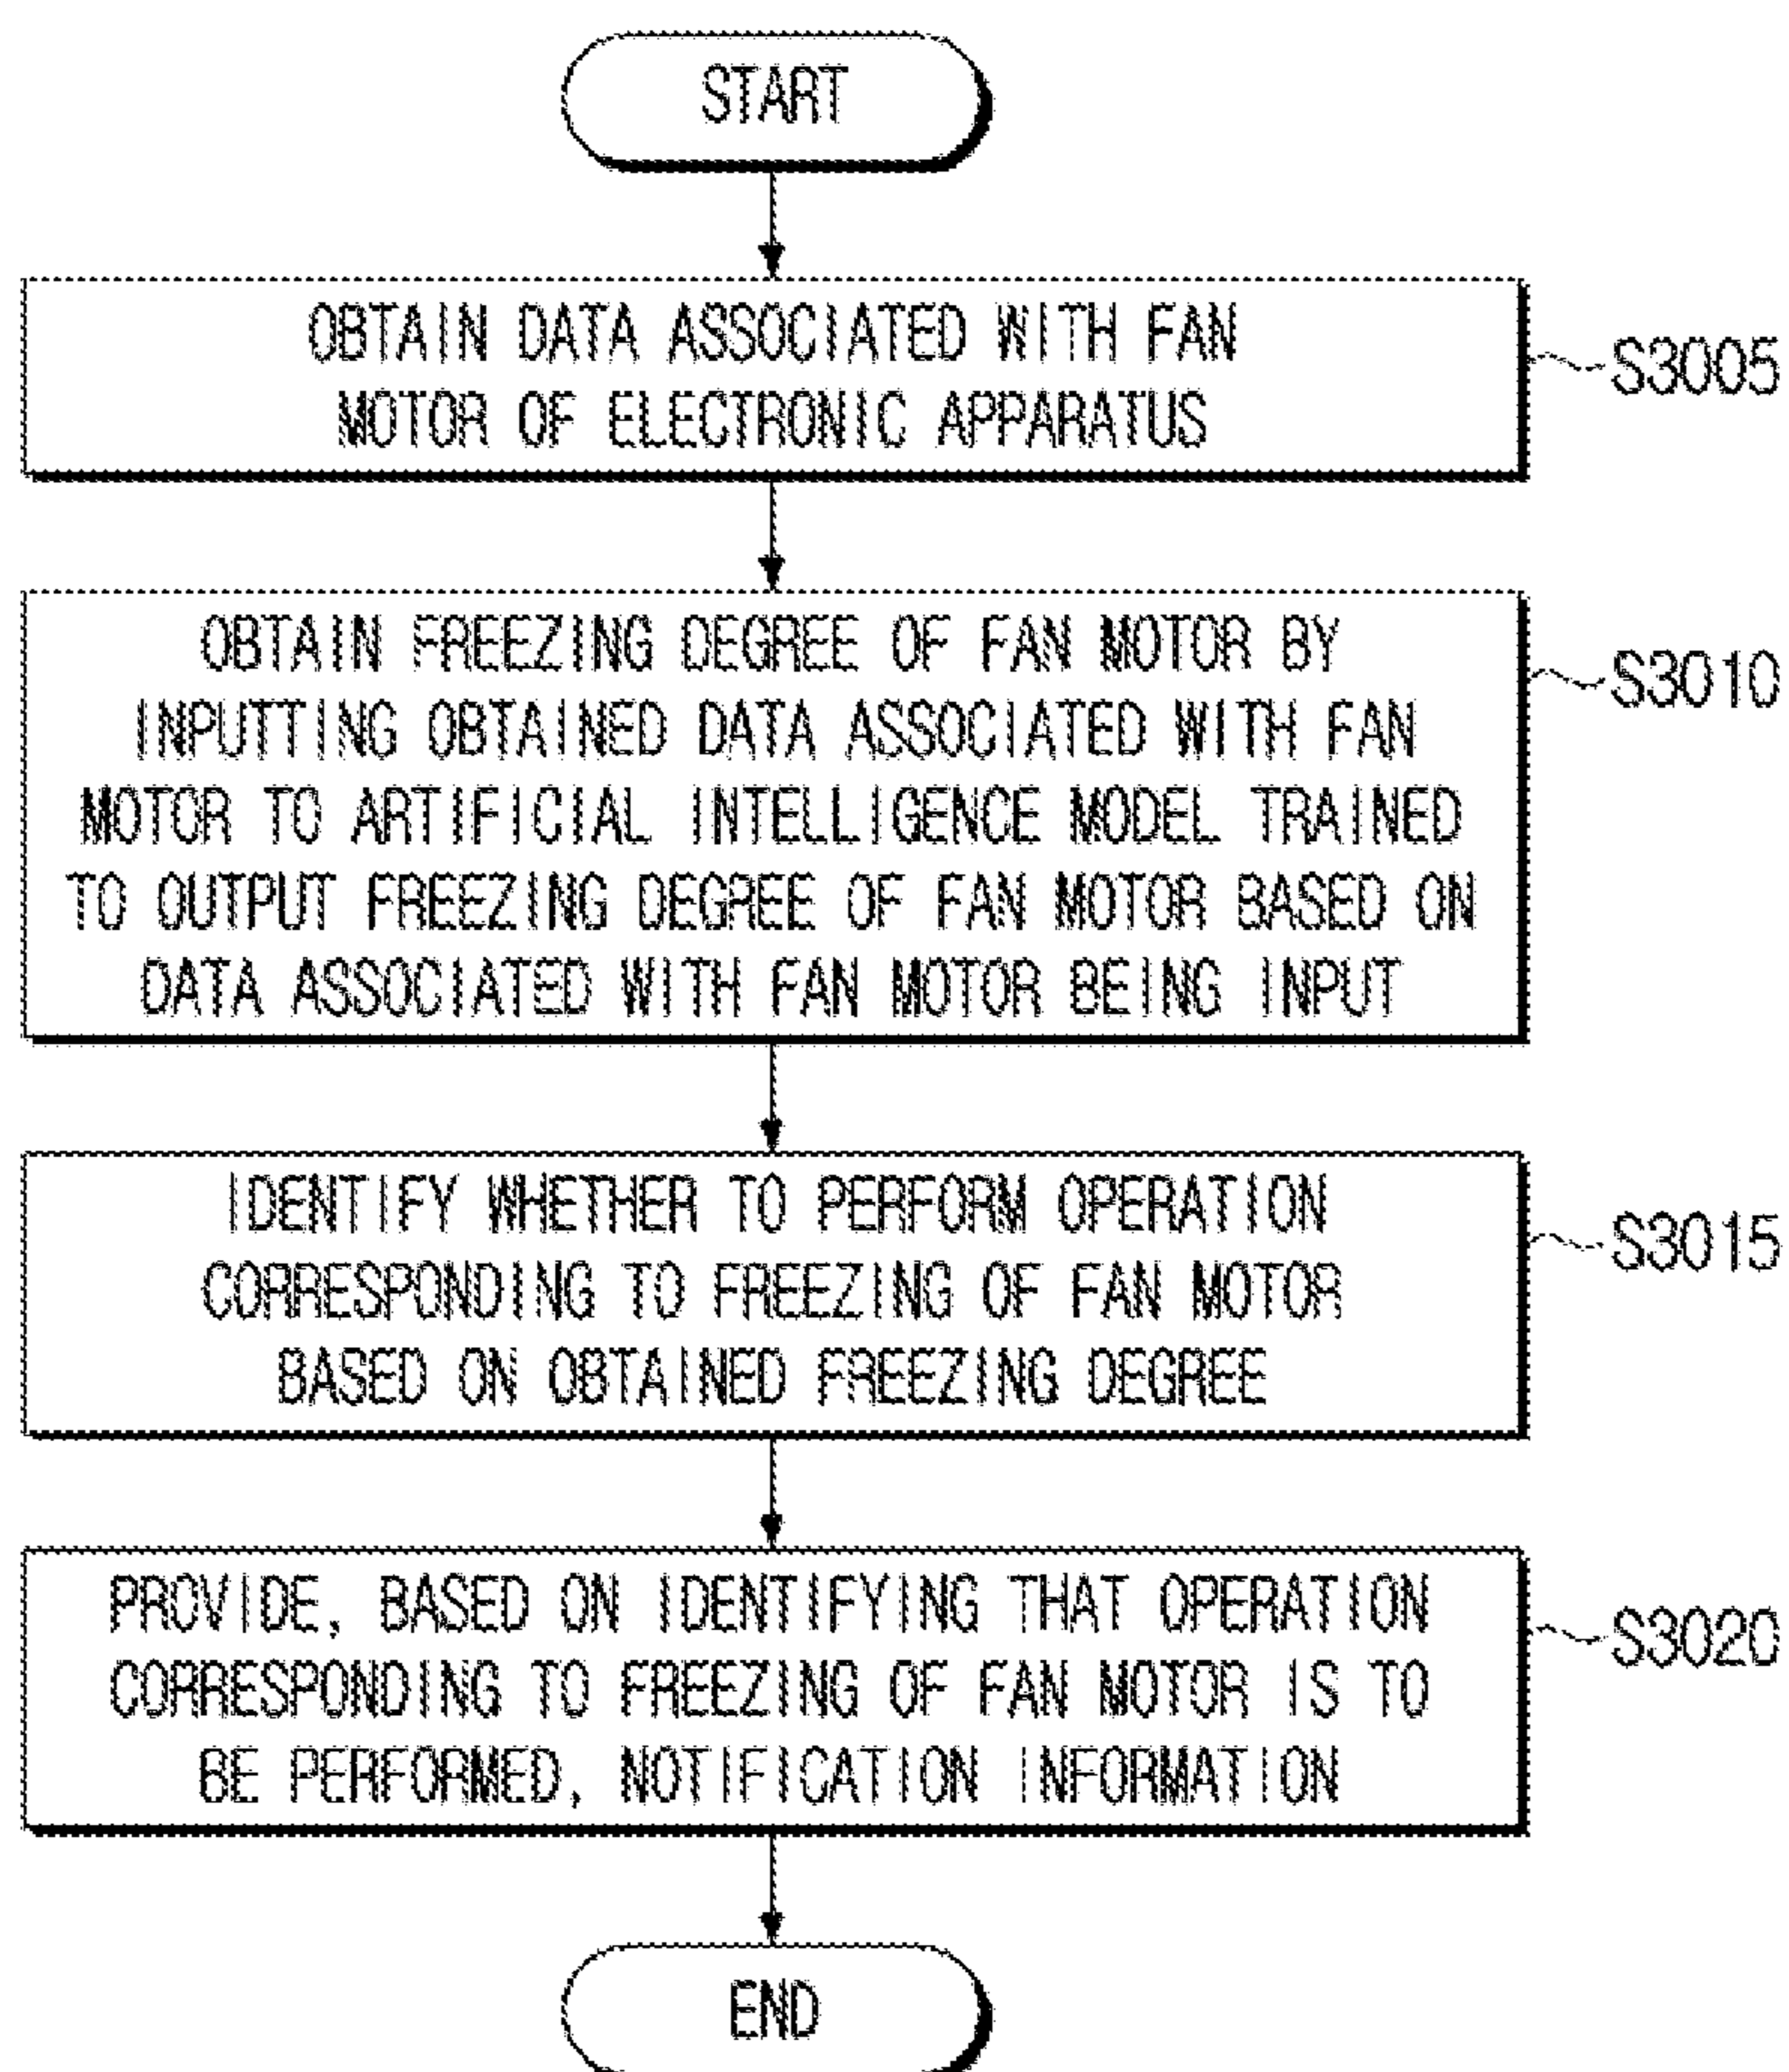 START
OBTAIN DATA ASSOCIATED WITH FAN
MOTOR OF ELECTRONIC APPARATUS
S3005
OBTAIN FREEZING DEGREE OF FAN MOTOR BY
INPUTTING OBTAINED DATA ASSOCIATED WITH FAN
MOTOR TO ARTIFICIAL INTELLIGENCE MODEL TRAINED
TO OUTPUT FREEZING DEGREE OF FAN MOTOR BASED ON
DATA ASSOCIATED WITH FAN MOTOR BEING INPUT
S3010
IDENTIFY WHETHER TO PERFORM OPERATION
CORRESPONDING TO FREEZING OF FAN MOTOR
BASED ON OBTAINED FREEZING DEGREE
S3015
PROVIDE, BASED ON IDENTIFYING THAT OPERATION
CORRESPONDING TO FREEZING OF FAN MOTOR IS TO
BE PERFORMED, NOTIFICATION INFORMATION
S3020
END